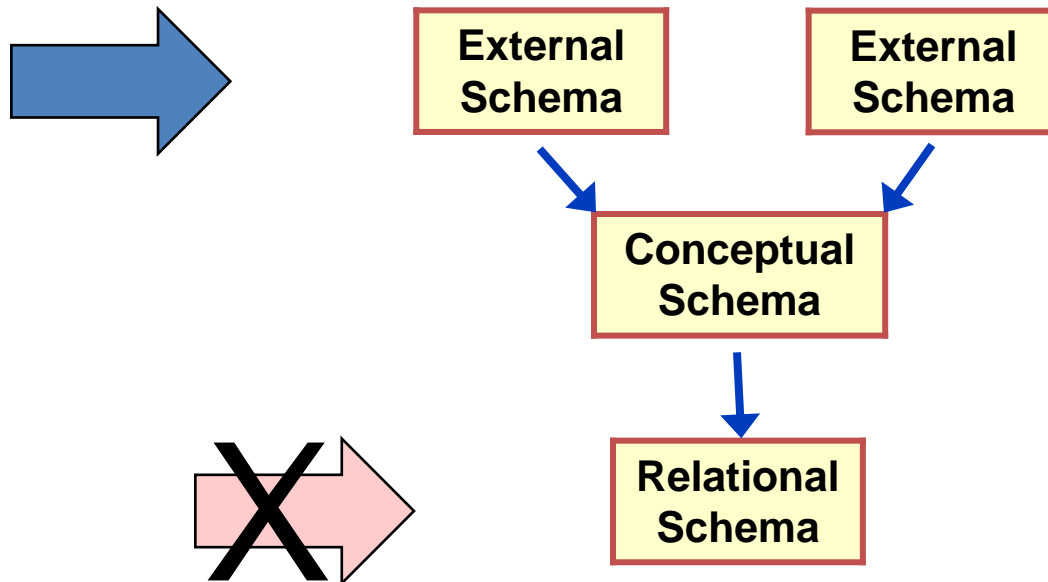 External
Schema
External
Schema
Conceptual
Schema
Relational
Schema